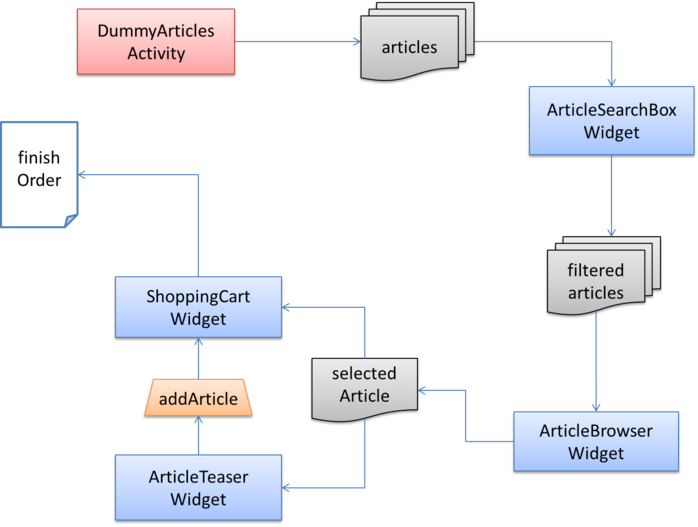 DummyArticles
Activity
articles
ArticleSearchBox
Widget
finish
Order
filtered
articles
ShoppingCart
Widget
selected
Article
addArticle
ArticleBrowser
Widget
ArticleTeaser
Widget